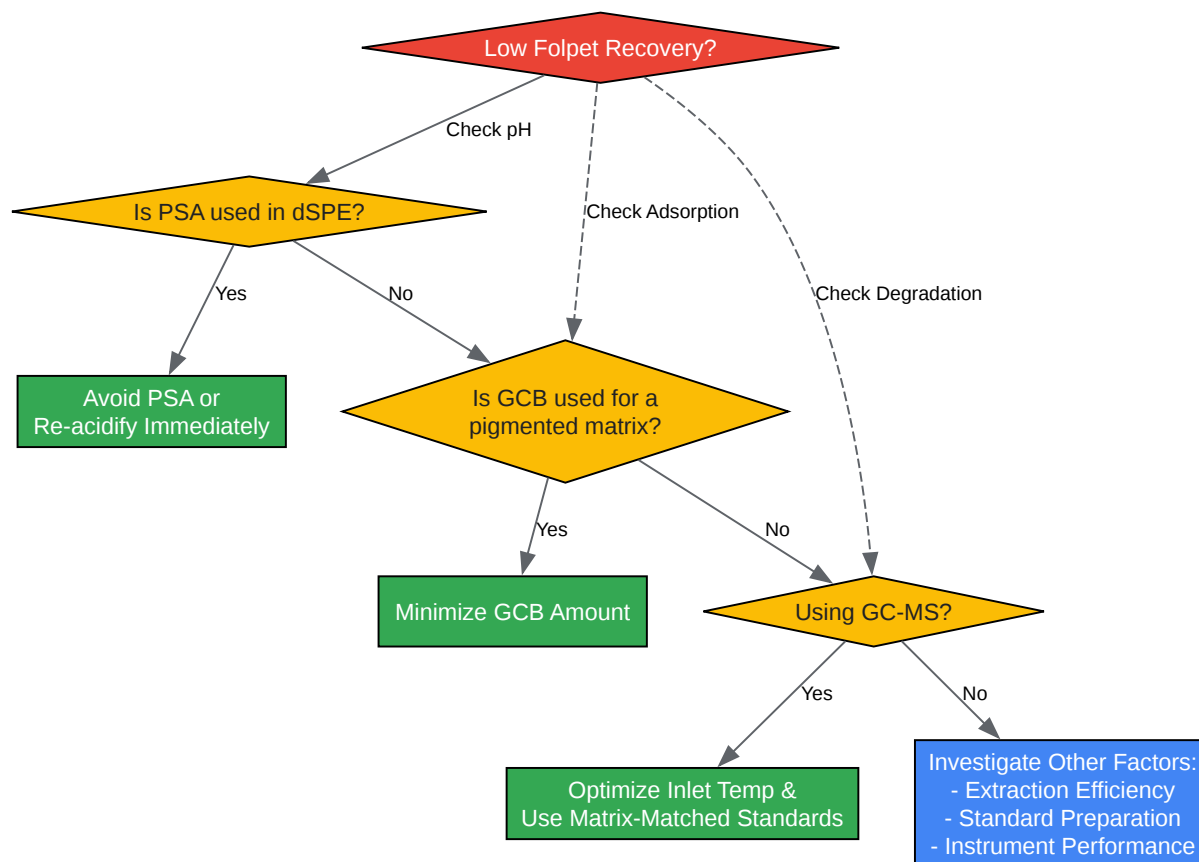 Low Folpet Recovery?
Check pH
Is PSA used in dSPE?
Check Adsorption
Yes
No
Check Degradation
Avoid PSA or
Re-acidify Immediately
Is GCB used for a
pigmented matrix?
Yes
No
Minimize GCB Amount
Using GC-MS?
Yes
No
Optimize Inlet Temp &
Use Matrix-Matched Standards
Investigate Other Factors:
- Extraction Efficiency
- Standard Preparation
- Instrument Performance